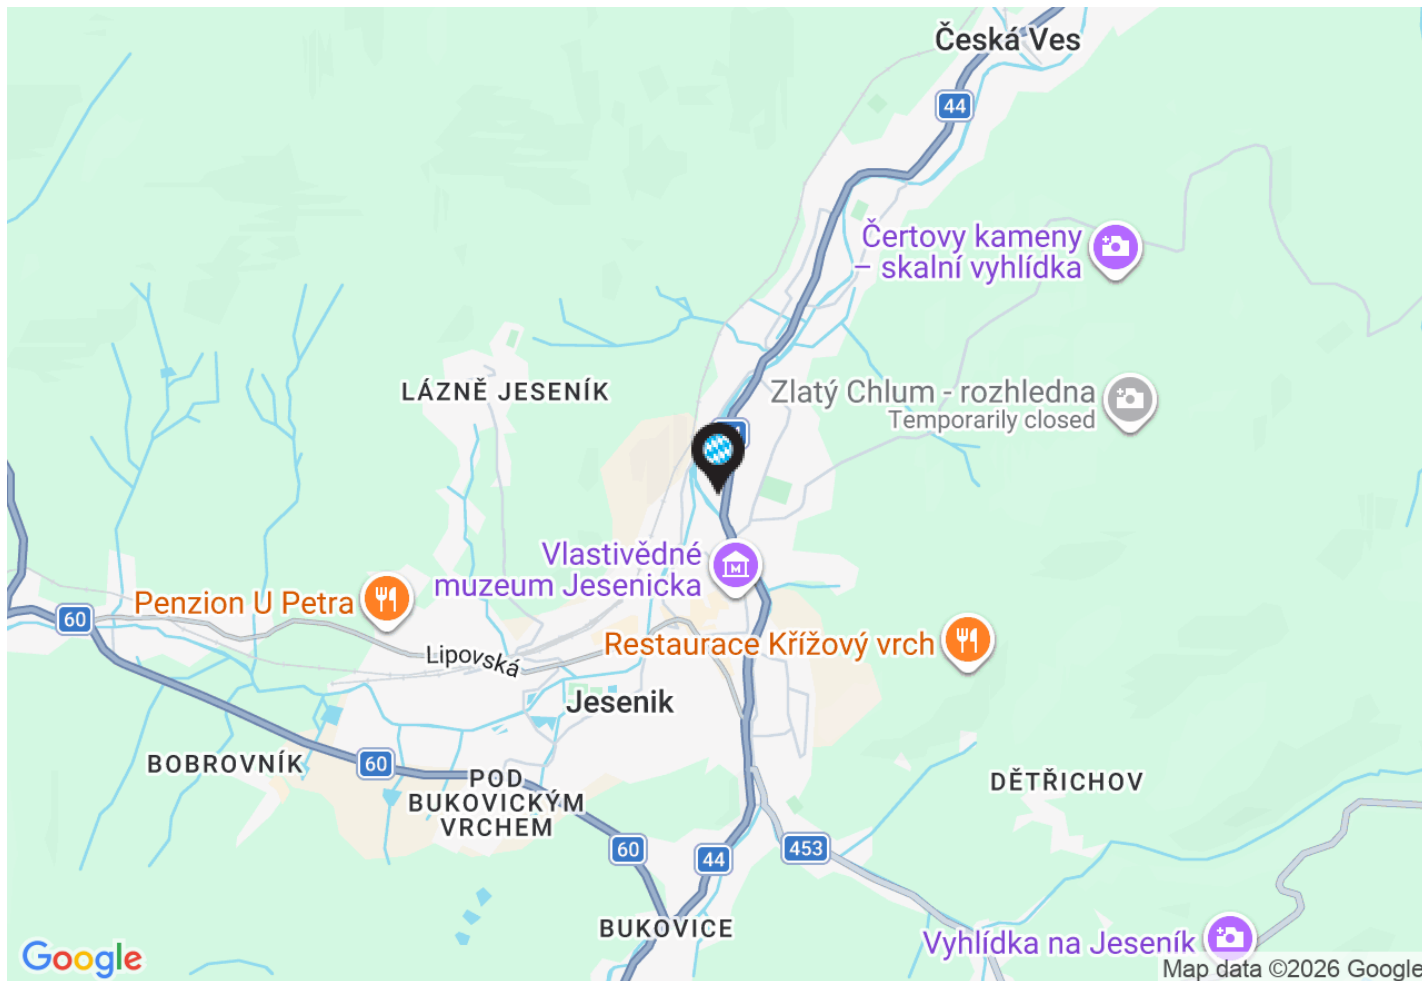 Česká Ves
44
Čertovy kameny
– skalní vyhlídka
LÁZNĚ JESENÍK
Zlatý Chlum - rozhledna
Temporarily closed
Vlastivědné
muzeum Jesenicka
Penzion U Petra
60
Restaurace Křížový vrch
Lipovská
Jesenik
BOBROVNÍK
60
POD
BUKOVICKÝM
VRCHEM
DĚTŘICHOV
60
44
453
BUKOVICE
Vyhlídka na Jeseník
Google
Map data ©2026 Google